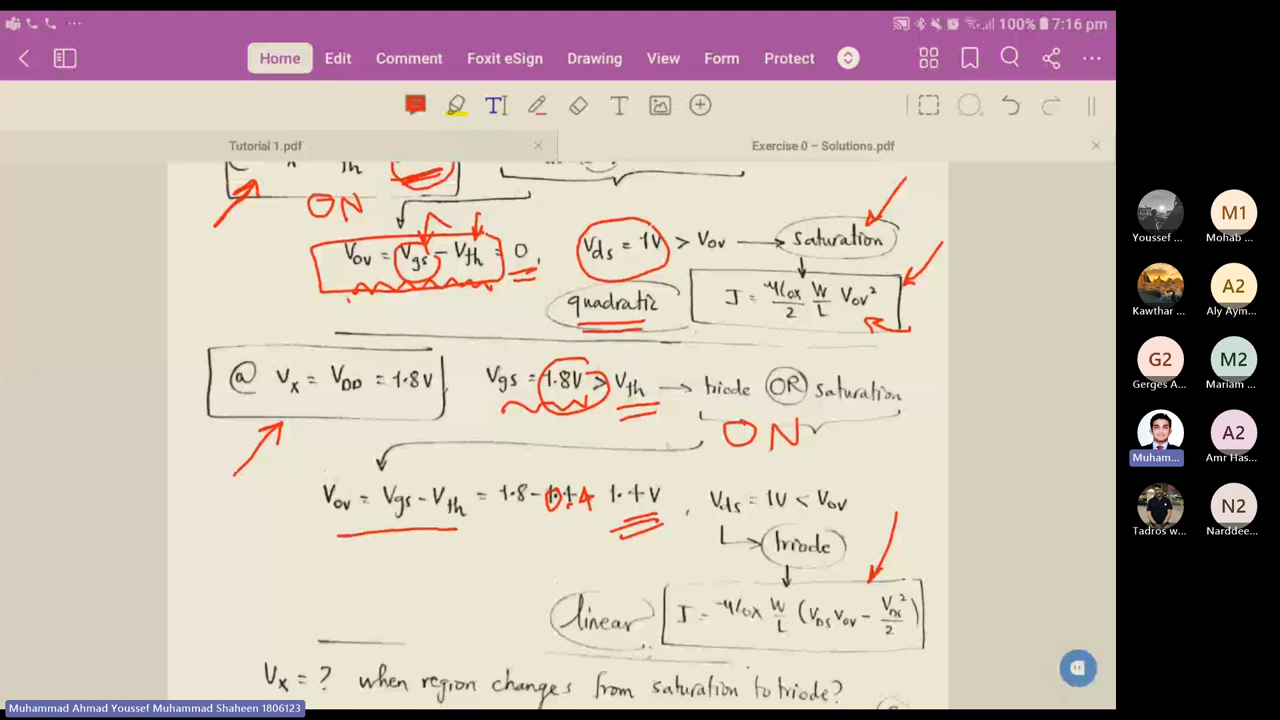 100% 7:16 pm
Home Edit Comment Foxit eSign Drawing View Form Protect
Tutorial 1.pdf
Exercise 0 – Solutions.pdf
th
ON
Vov = Vgs - Vth = 0, Vds = 1V > Vov → saturation
quadratic
W
L
Vov²
2
@ Vx = VDD = 1.8V, Vgs = 1.8V > Vth → triode OR saturation
ON
Vov = Vgs - Vth = 1.8 - 0.4 1.4V, Vds = 1V < Vov
triode
linear
W
L
(VDS Vov - VDS²/2)
Vx = ? when region changes from saturation to triode?
Youssef ...
M1
Mohab ...
Kawthar ...
A2
Aly Aym...
G2
Gerges A...
M2
Mariam ...
Muham...
A2
Amr Has...
Tadros w...
N2
Narddee...
Muhammad Ahmad Youssef Muhammad Shaheen 1806123